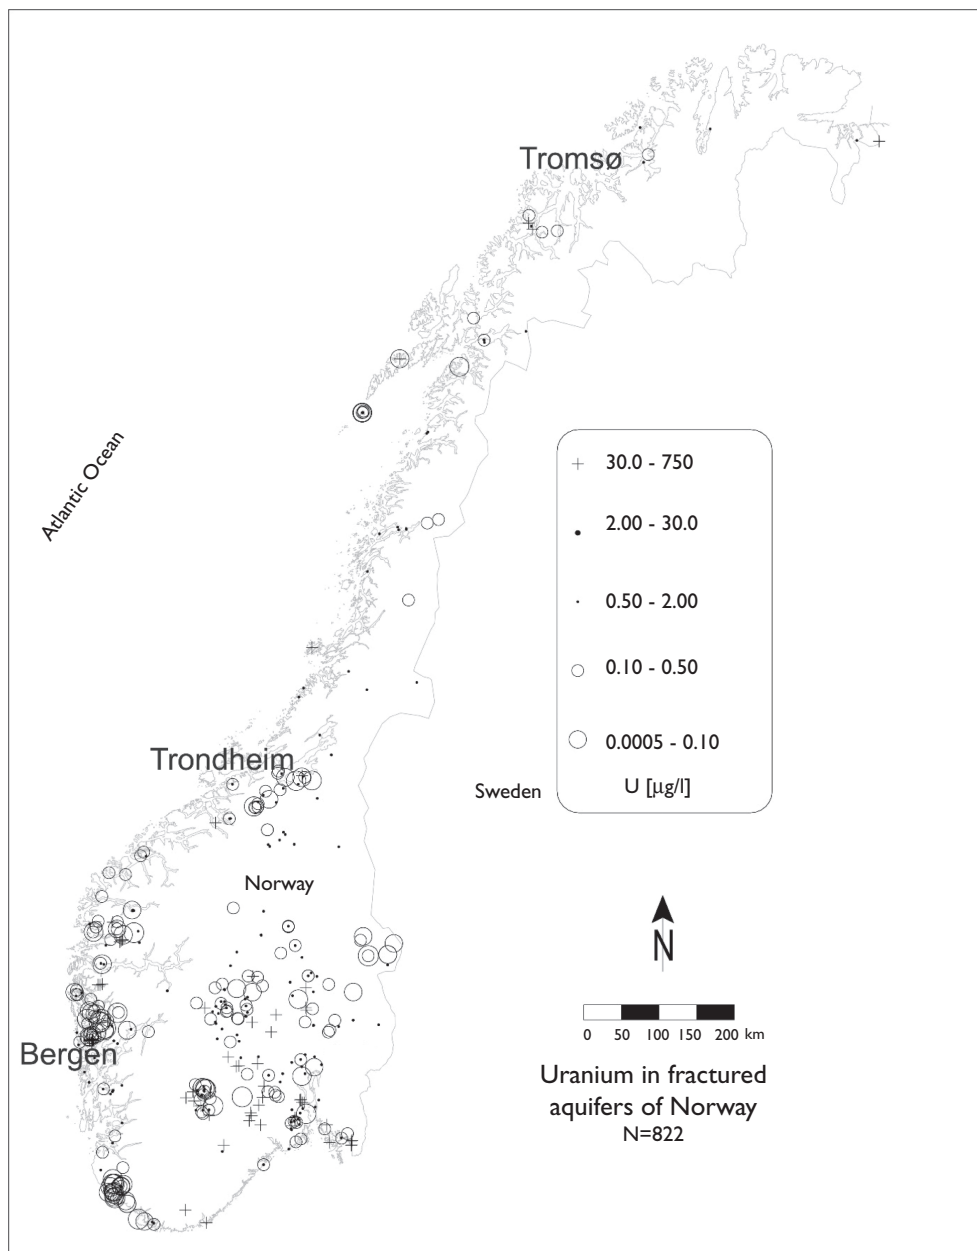 Tromsø
Atlantic Ocean
30.0 - 750
2.00 - 30.0
0.50 - 2.00
0.10 - 0.50
0.0005 - 0.10
U [µg/l]
Trondheim
Sweden
Norway
N
0 50 100 150 200 km
Bergen
Uranium in fractured
aquifers of Norway
N=822